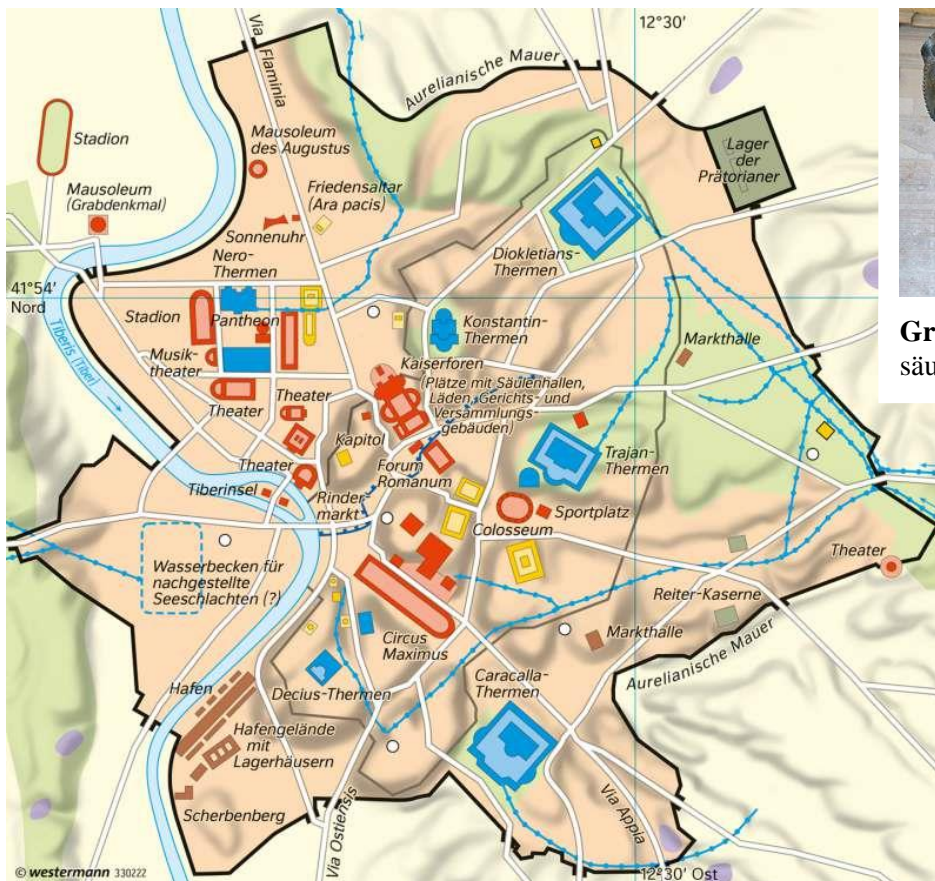 12°30′
Via
Flaminia
Aurelianische Mauer
Stadion
Mausoleum
des Augustus
Lager
der
Prätorianer
Mausoleum
(Grabdenkmal)
Friedensaltar
(Ara pacis)
Sonnenuhr
Nero-
Thermen
Diokletians-
Thermen
41°54′
Nord
Stadion
Pantheon
Konstantin-
Thermen
Markthalle
Tiberis (Tiber)
Musik-
theater
Kaiserforen
(Plätze mit Säulenhallen,
Läden, Gerichts- und
Versammlungs-
gebäuden)
Theater
Theater
Kapitol
Trajan-
Thermen
Theater
Forum
Romanum
Tiberinsel
Rinder
markt
Sportplatz
Colosseum
Wasserbecken für
nachgestellte
Seeschlachten (?)
Theater
Reiter-Kaserne
Circus
Maximus
Markthalle
Aurelianische Mauer
Hafen
Decius-Thermen
Caracalla-
Thermen
Hafengelände
mit
Lagerhäusern
Scherbenberg
Via Ostiensis
Via Appia
© westermann 330222
12°30′ Ost
Gr
säu